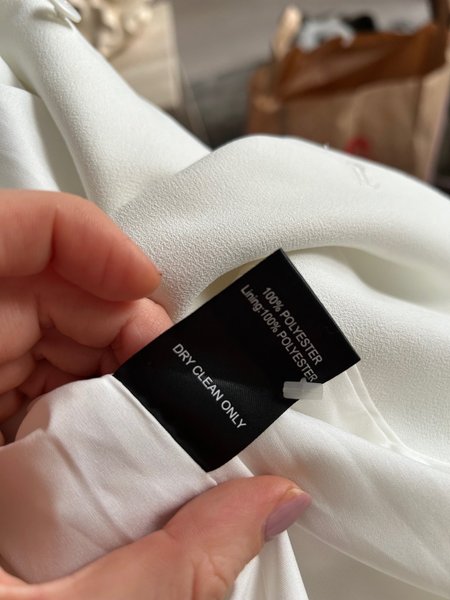 100% POLYESTER
Lining:100% POLYESTER
DRY CLEAN ONLY